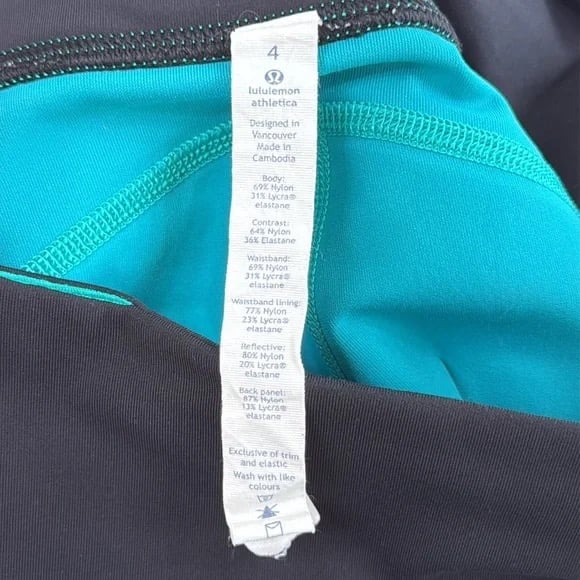 4
lululemon
athletica
Designed in
Vancouver
Made in
Cambodia
Body:
69% Nylon
31% Lycra®
elastane
Contrast:
64% Nylon
36% Elastane
Waistband:
69% Nylon
31% Lycra®
elastane
Waistband lining:
77% Nylon
23% Lycra®
elastane
Reflective:
80% Nylon
20% Lycra®
elastane
Back panel:
87% Nylon
13% Lycra®
elastane
Exclusive of trim
and elastic
Wash with like
colours